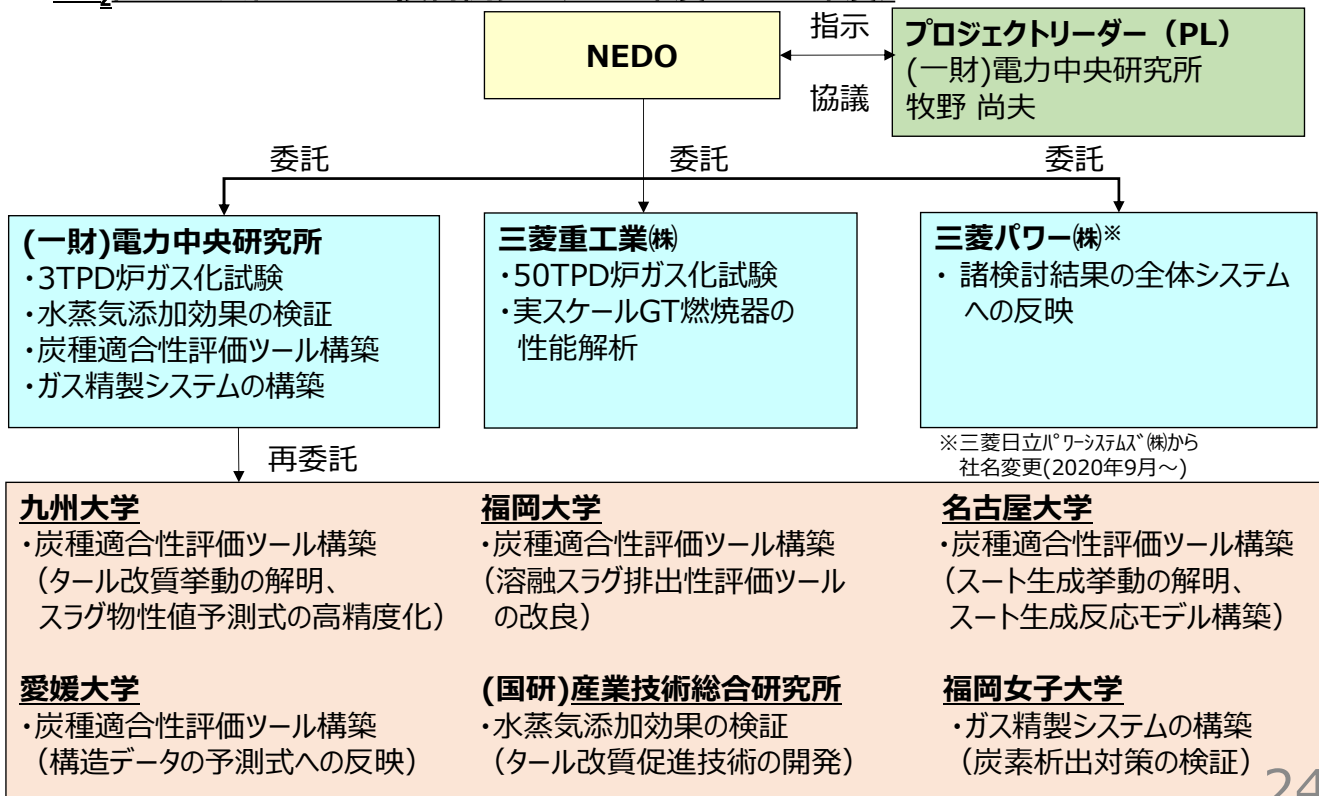 NEDO
指示
協議
プロジェクトリーダー（PL）
(一財)電力中央研究所
牧野 尚夫
委託
委託
委託
(一財)電力中央研究所
・3TPD炉ガス化試験
・水蒸気添加効果の検証
・炭種適合性評価ツール構築
・ガス精製システムの構築
三菱重工業㈱
・50TPD炉ガス化試験
・実スケールGT燃焼器の
性能解析
三菱パワー㈱※
・ 諸検討結果の全体システム
への反映
※三菱日立ﾊﾟﾜｰｼｽﾃﾑｽﾞ㈱から
社名変更(2020年9月～)
再委託
九州大学
・炭種適合性評価ツール構築
（タール改質挙動の解明、
スラグ物性値予測式の高精度化）
福岡大学
・炭種適合性評価ツール構築
（溶融スラグ排出性評価ツール
の改良）
名古屋大学
・炭種適合性評価ツール構築
（スート生成挙動の解明、
スート生成反応モデル構築）
愛媛大学
・炭種適合性評価ツール構築
（構造データの予測式への反映）
(国研)産業技術総合研究所
・水蒸気添加効果の検証
（タール改質促進技術の開発）
福岡女子大学
・ガス精製システムの構築
（炭素析出対策の検証）
24